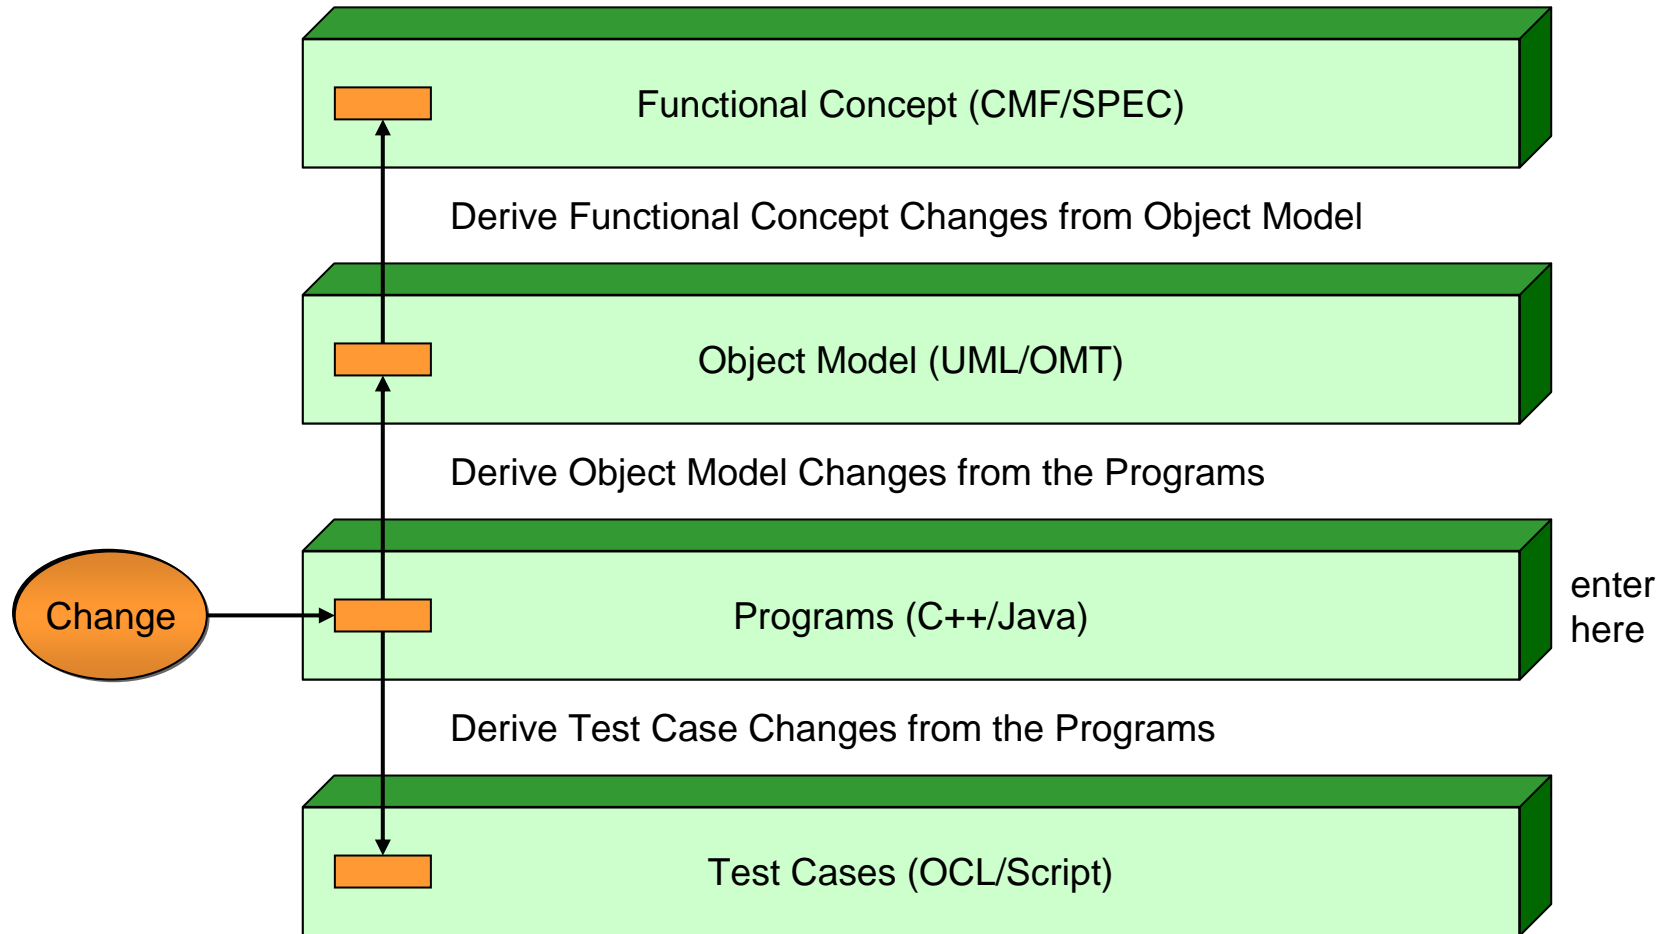 Functional Concept (CMF/SPEC)
Derive Functional Concept Changes from Object Model
Object Model (UML/OMT)
Derive Object Model Changes from the Programs
Change
Programs (C++/Java)
enter
here
Derive Test Case Changes from the Programs
Test Cases (OCL/Script)